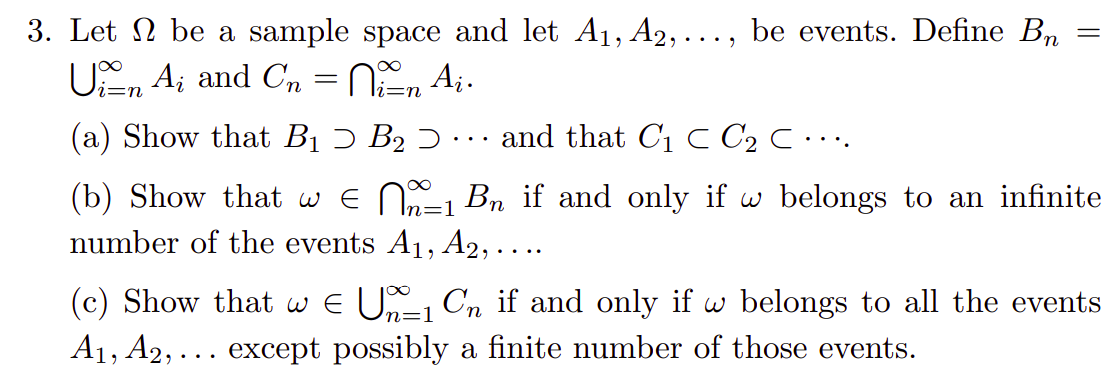 3. Let Ω be a sample space and let A₁, A₂, . . . , be events. Define Bₙ =
⋃_{i=n}^{∞} Aᵢ and Cₙ = ⋂_{i=n}^{∞} Aᵢ.
(a) Show that B₁ ⊃ B₂ ⊃ ⋯ and that C₁ ⊂ C₂ ⊂ ⋯.
(b) Show that ω ∈ ⋂_{n=1}^{∞} Bₙ if and only if ω belongs to an infinite
number of the events A₁, A₂, . . . .
(c) Show that ω ∈ ⋃_{n=1}^{∞} Cₙ if and only if ω belongs to all the events
A₁, A₂, . . . except possibly a finite number of those events.